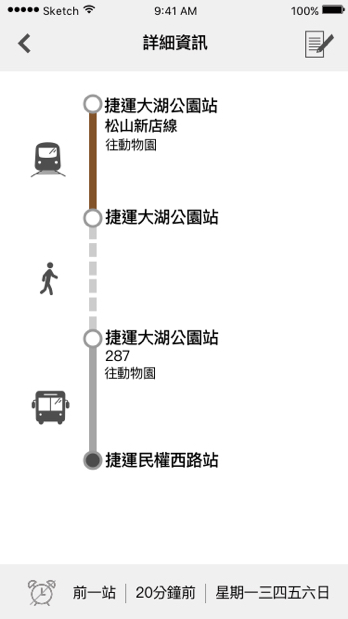 Sketch
9:41 AM
100%
詳細資訊
捷運大湖公園站
松山新店線
往動物園
捷運大湖公園站
捷運大湖公園站
287
往動物園
捷運民權西路站
前一站 20分鐘前 星期一三四五六日